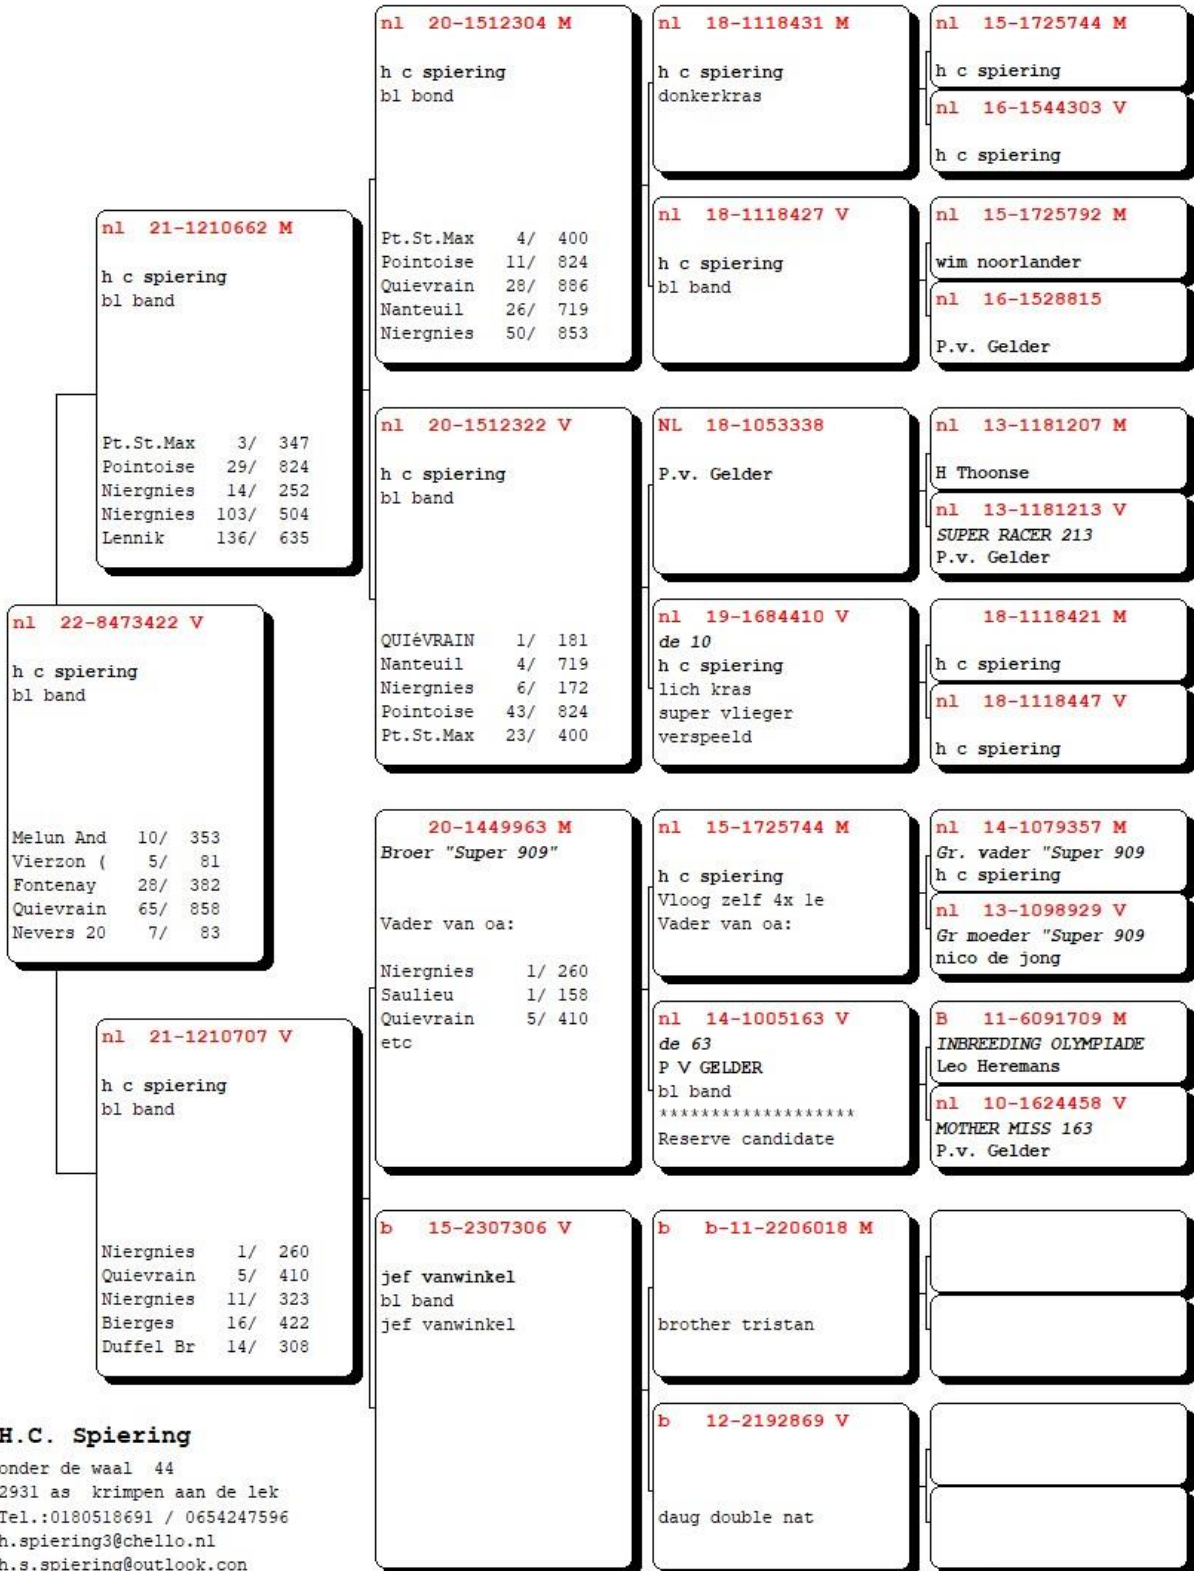 nl 20-1512304 M
h c spiering
bl bond
Pt.St.Max 4/ 400
Pointoise 11/ 824
Quievrain 28/ 886
Nanteuil 26/ 719
Niergnies 50/ 853
nl 18-1118431 M
h c spiering
donkerkras
nl 15-1725744 M
h c spiering
nl 16-1544303 V
h c spiering
nl 18-1118427 V
h c spiering
bl band
nl 15-1725792 M
wim noorlander
nl 16-1528815
P.v. Gelder
nl 21-1210662 M
h c spiering
bl band
Pt.St.Max 3/ 347
Pointoise 29/ 824
Niergnies 14/ 252
Niergnies 103/ 504
Lennik 136/ 635
nl 20-1512322 V
h c spiering
bl band
QUIéVRAIN 1/ 181
Nanteuil 4/ 719
Niergnies 6/ 172
Pointoise 43/ 824
Pt.St.Max 23/ 400
NL 18-1053338
P.v. Gelder
nl 13-1181207 M
H Thoonse
nl 13-1181213 V
SUPER RACER 213
P.v. Gelder
nl 19-1684410 V
de 10
h c spiering
lich kras
super vlieger
verspeeld
18-1118421 M
h c spiering
nl 18-1118447 V
h c spiering
nl 22-8473422 V
h c spiering
bl band
Melun And 10/ 353
Vierzon ( 5/ 81
Fontenay 28/ 382
Quievrain 65/ 858
Nevers 20 7/ 83
20-1449963 M
Broer "Super 909"
Vader van oa:
Niergnies 1/ 260
Saulieu 1/ 158
Quievrain 5/ 410
etc
nl 15-1725744 M
h c spiering
Vloog zelf 4x 1e
Vader van oa:
nl 14-1079357 M
Gr. vader "Super 909
h c spiering
nl 13-1098929 V
Gr moeder "Super 909
nico de jong
nl 14-1005163 V
de 63
P V GELDER
bl band
*******************
Reserve candidate
B 11-6091709 M
INBREEDING OLYMPIADE
Leo Heremans
nl 10-1624458 V
MOTHER MISS 163
P.v. Gelder
nl 21-1210707 V
h c spiering
bl band
Niergnies 1/ 260
Quievrain 5/ 410
Niergnies 11/ 323
Bierges 16/ 422
Duffel Br 14/ 308
b 15-2307306 V
jef vanwinkel
bl band
jef vanwinkel
b b-11-2206018 M
brother tristan
b 12-2192869 V
daug double nat
H.C. Spiering
onder de waal 44
2931 as krimpen aan de lek
Tel.:0180518691 / 0654247596
h.spiering3@chello.nl
h.s.spiering@outlook.con